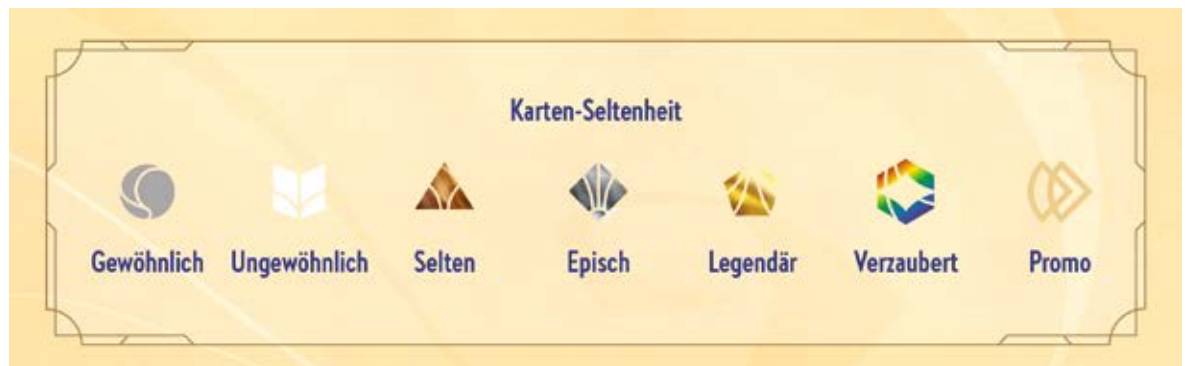 Karten-Seltenheit
Gewöhnlich Ungewöhnlich Selten Episch Legendär Verzaubert Promo